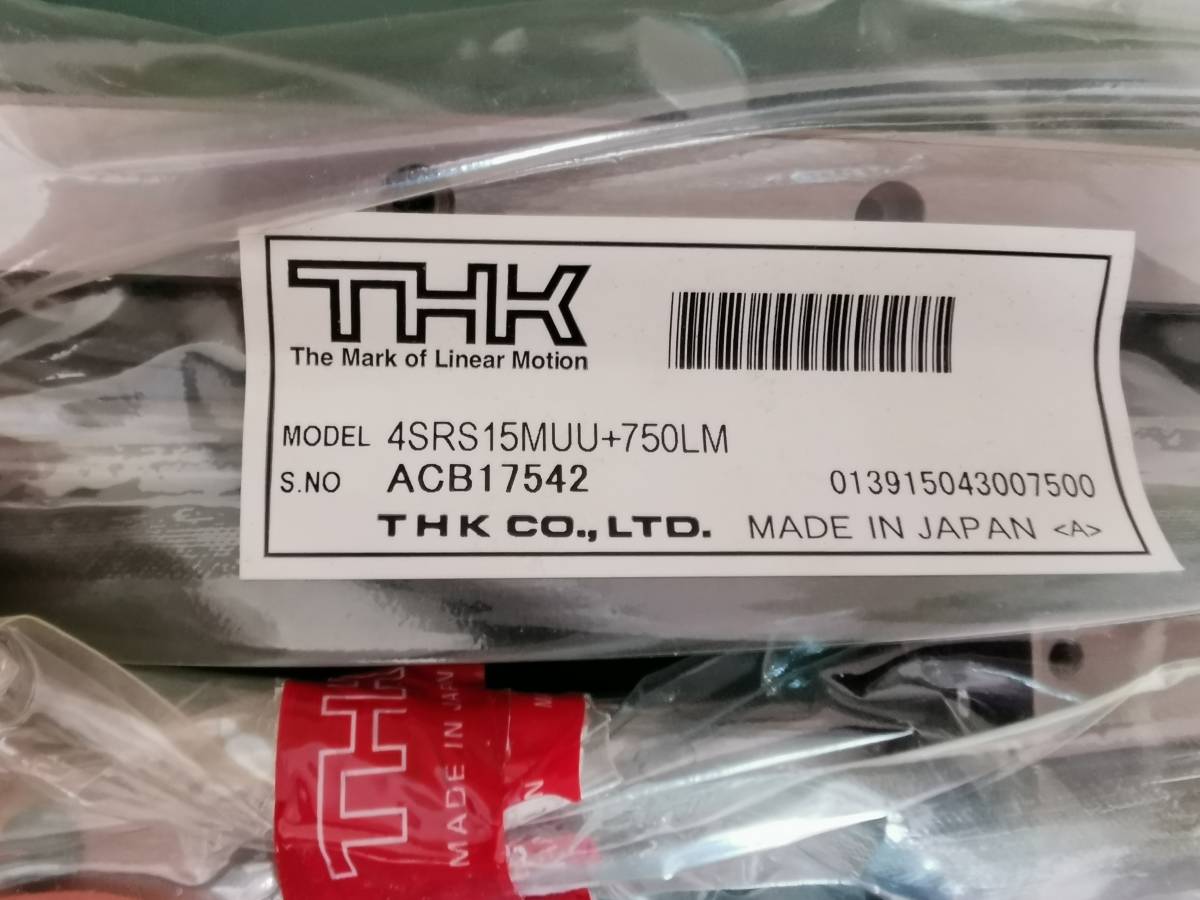 THK
The Mark of Linear Motion
MODEL 4SRS15MUU+750LM
S.NO ACB17542
013915043007500
THK CO., LTD. MADE IN JAPAN <A>
THK
MADE IN JAPAN